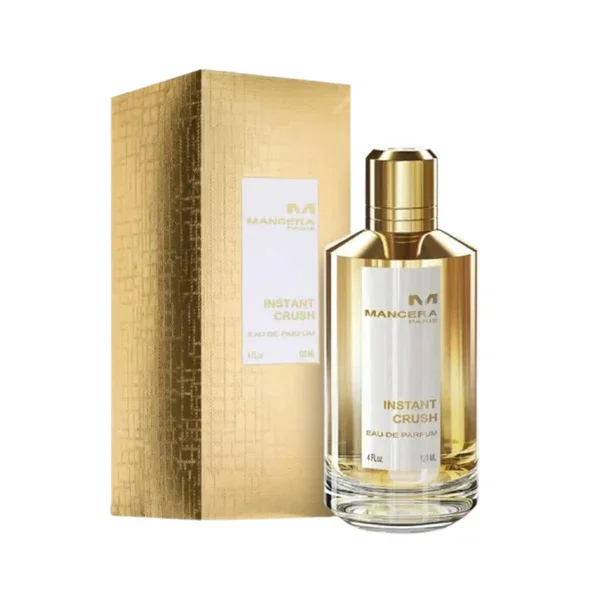 M
MANCERA
PARIS
INSTANT
CRUSH
EAU DE PARFUM
4 Fl.oz
120 ML
M
MANCERA
PARIS
INSTANT
CRUSH
EAU DE PARFUM
4 Fl.oz
120 ML